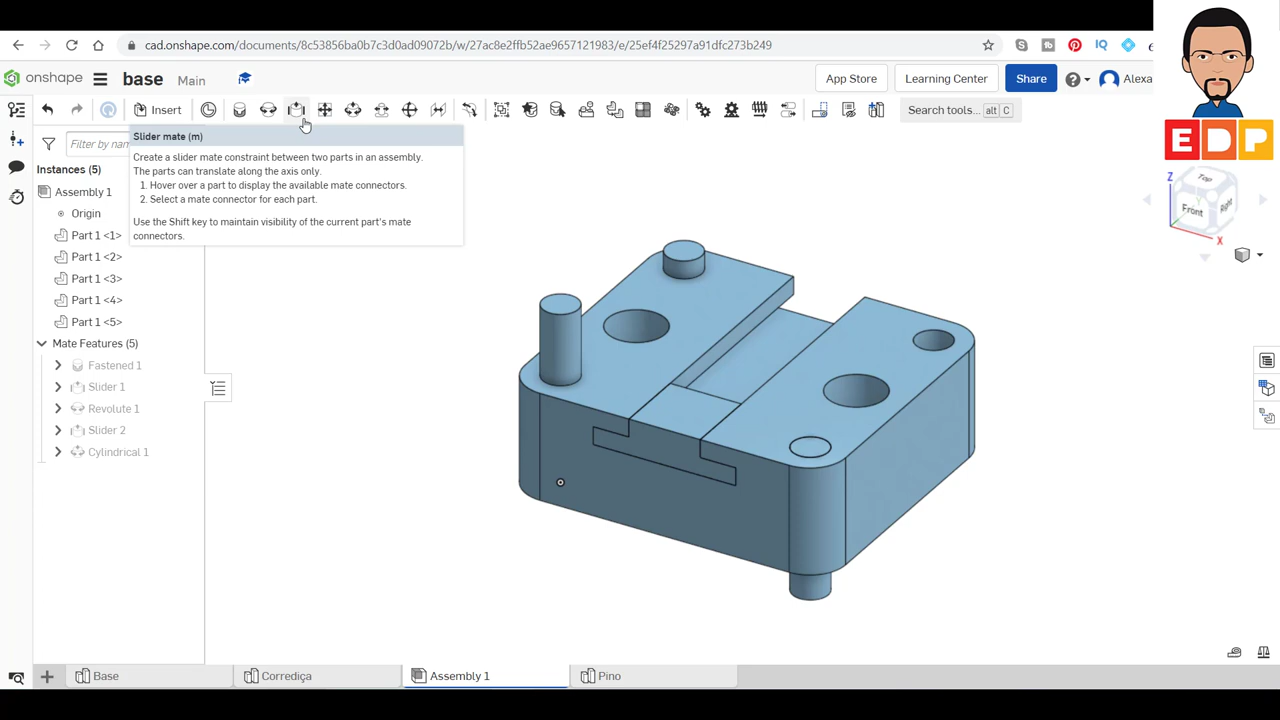 cad.onshape.com/documents/8c53856ba0b7c3d0ad09072b/w/27ac8e2ffb52ae9657121983/e/25ef4f25297a91dfc273b249
IQ
onshape
base
Main
App Store
Learning Center
Share
Alexa
Insert
Search tools... alt C
EDP
Slider mate (m)
Create a slider mate constraint between two parts in an assembly.
The parts can translate along the axis only.
1. Hover over a part to display the available mate connectors.
2. Select a mate connector for each part.
Use the Shift key to maintain visibility of the current part's mate
connectors.
Filter by nam
Instances (5)
Assembly 1
Origin
Part 1 <1>
Part 1 <2>
Part 1 <3>
Part 1 <4>
Part 1 <5>
Mate Features (5)
Fastened 1
Slider 1
Revolute 1
Slider 2
Cylindrical 1
Z
Top
Front
Right
X
Base
Corrediça
Assembly 1
Pino